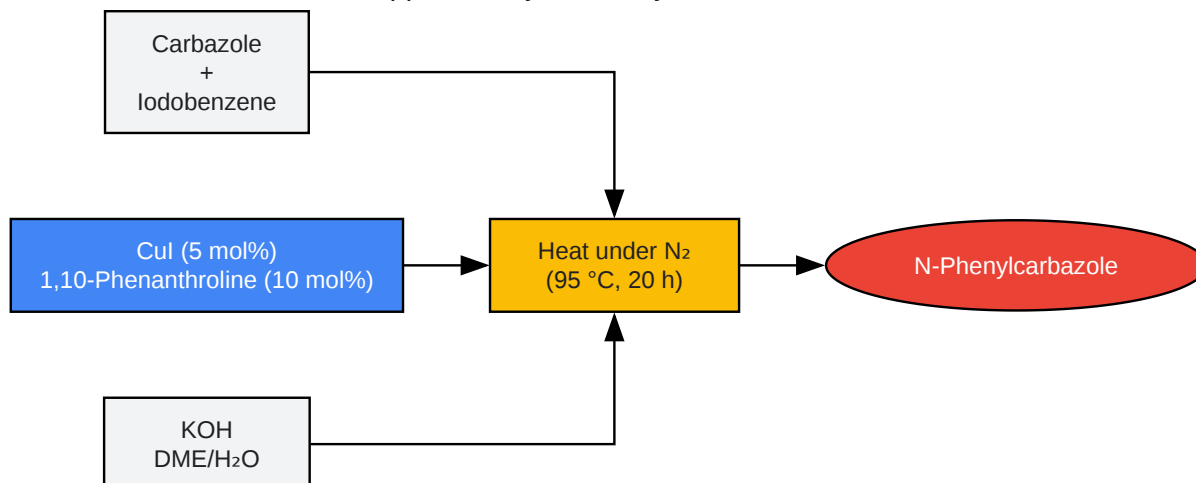 Carbazole
+
Iodobenzene
CuI (5 mol%)
1,10-Phenanthroline (10 mol%)
Heat under N₂
(95 °C, 20 h)
N-Phenylcarbazole
KOH
DME/H₂O